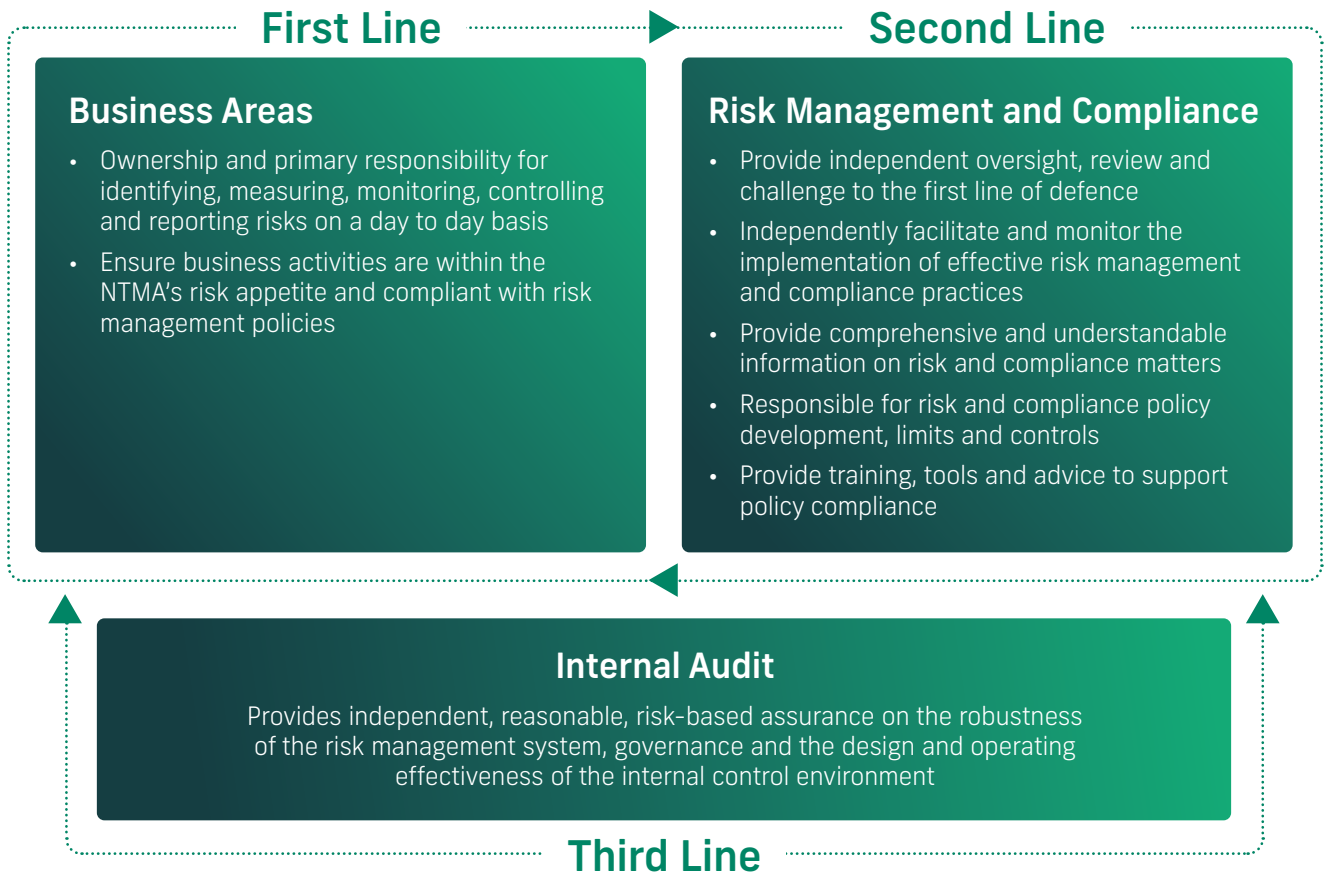 First Line
Second Line
Business Areas
• Ownership and primary responsibility for
identifying, measuring, monitoring, controlling
and reporting risks on a day to day basis
• Ensure business activities are within the
NTMA's risk appetite and compliant with risk
management policies
Risk Management and Compliance
• Provide independent oversight, review and
challenge to the first line of defence
• Independently facilitate and monitor the
implementation of effective risk management
and compliance practices
• Provide comprehensive and understandable
information on risk and compliance matters
• Responsible for risk and compliance policy
development, limits and controls
• Provide training, tools and advice to support
policy compliance
Internal Audit
Provides independent, reasonable, risk-based assurance on the robustness
of the risk management system, governance and the design and operating
effectiveness of the internal control environment
Third Line